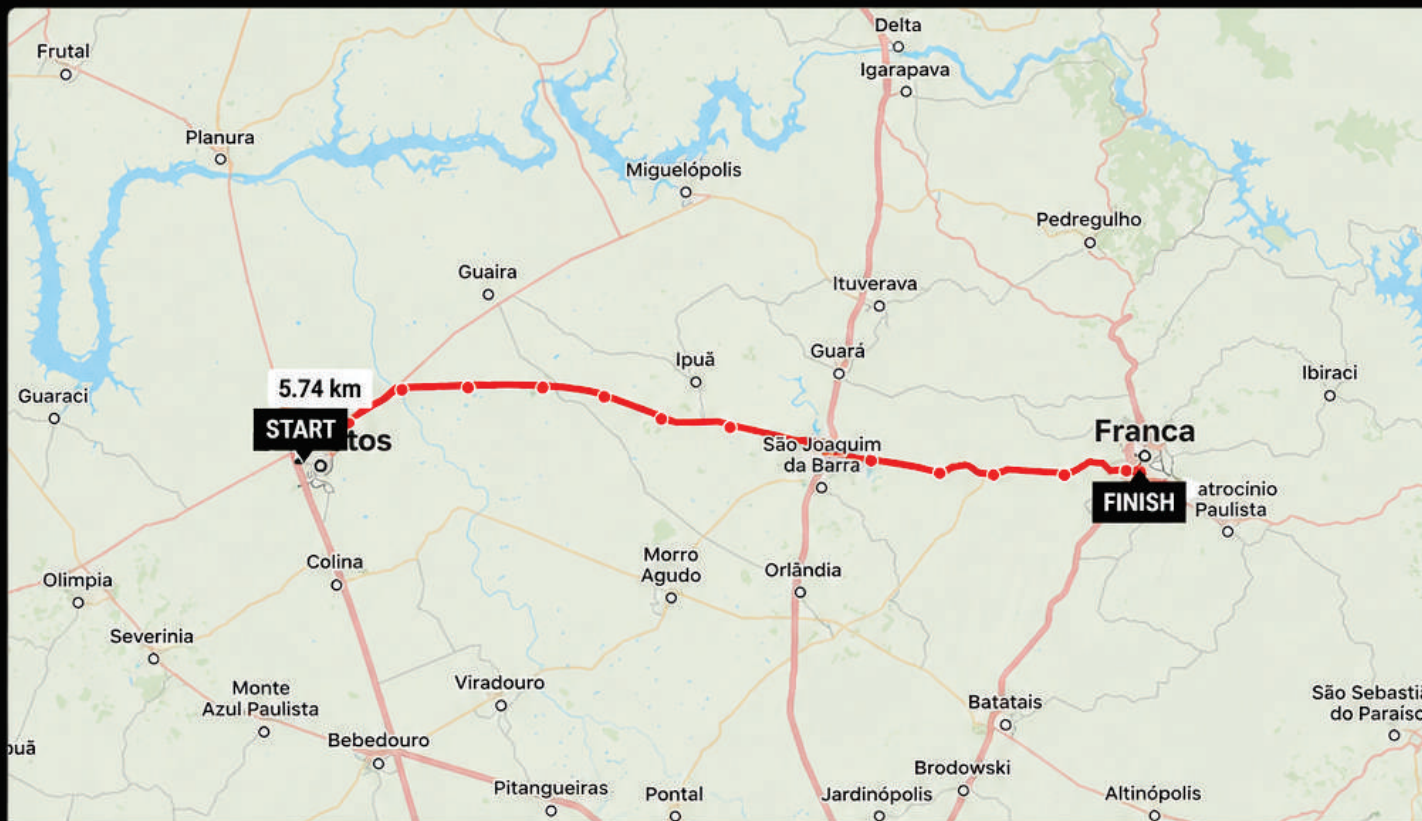 Delta
Frutal
Igarapava
Planura
Miguelópolis
Pedregulho
Guaira
Ituverava
Guará
Ipuã
Ibiraci
5.74 km
Guaraci
START
tos
Franca
São Joaquim
da Barra
FINISH
atrocinio
Paulista
Colina
Morro
Agudo
Orlândia
Olimpia
Severinia
Viradouro
Monte
Azul Paulista
São Sebasti
do Paraíso
Batatais
Bebedouro
ouã
Brodowski
Pitangueiras
Pontal
Jardinópolis
Altinópolis